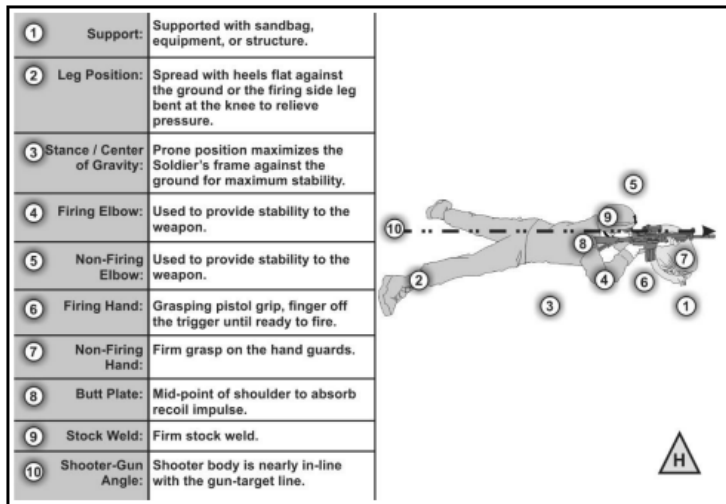 1 Support: Supported with sandbag,
equipment, or structure.
2 Leg Position: Spread with heels flat against
the ground or the firing side leg
bent at the knee to relieve
pressure.
3 Stance / Center
of Gravity: Prone position maximizes the
Soldier's frame against the
ground for maximum stability.
4 Firing Elbow: Used to provide stability to the
weapon.
5 Non-Firing
Elbow: Used to provide stability to the
weapon.
6 Firing Hand: Grasping pistol grip, finger off
the trigger until ready to fire.
7 Non-Firing
Hand: Firm grasp on the hand guards.
8 Butt Plate: Mid-point of shoulder to absorb
recoil impulse.
9 Stock Weld: Firm stock weld.
10 Shooter-Gun
Angle: Shooter body is nearly in-line
with the gun-target line.
5
9
10
8
7
2
4
6
3
1
H